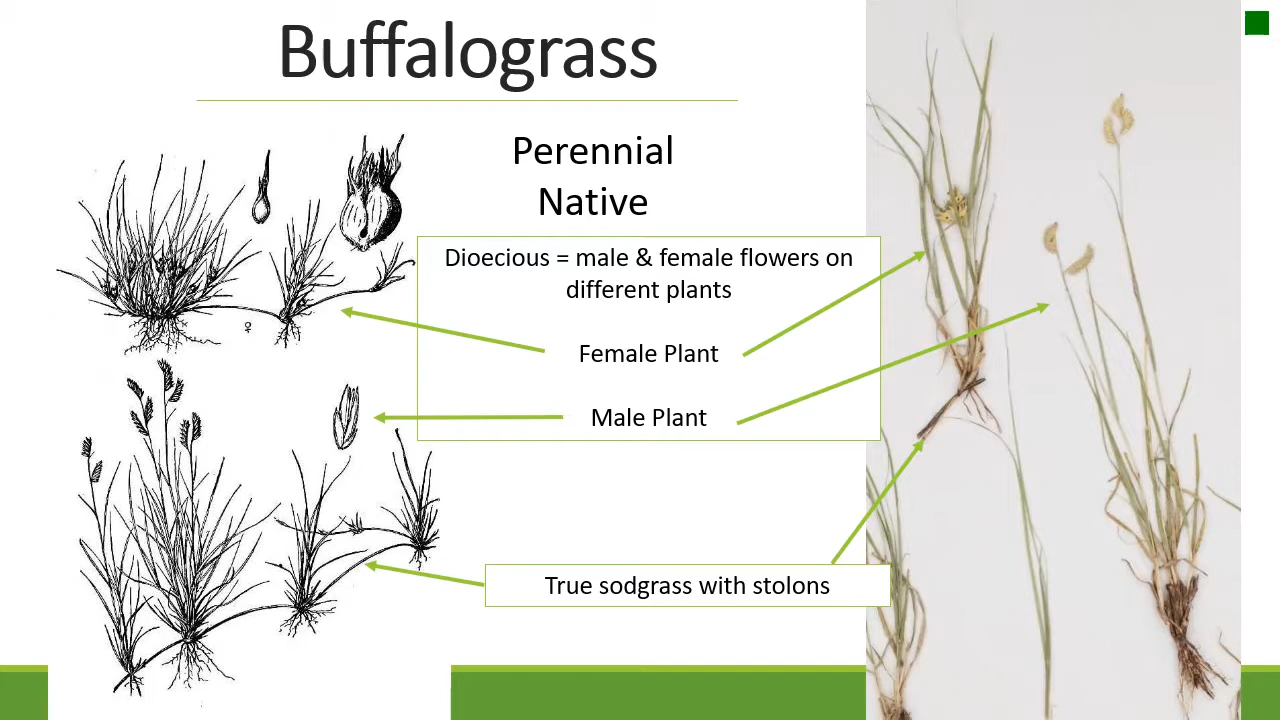 Buffalograss
Perennial
Native
Dioecious = male & female flowers on
different plants
Female Plant
♀
Male Plant
True sodgrass with stolons